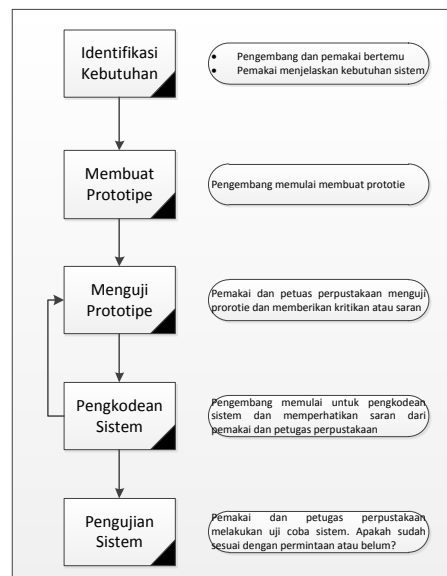 Identifikasi
Kebutuhan
• Pengembang dan pemakai bertemu
• Pemakai menjelaskan kebutuhan sistem
Membuat
Prototipe
Pengembang memulai membuat prototie
Menguji
Prototipe
Pemakai dan petuas perpustakaan menguji
prorotie dan memberikan kritikan atau saran
Pengkodean
Sistem
Pengembang memulai untuk pengkodean
sistem dan memperhatikan saran dari
pemakai dan petugas perpustakaan
Pengujian
Sistem
Pemakai dan petugas perpustakaan
melakukan uji coba sistem. Apakah sudah
sesuai dengan permintaan atau belum?